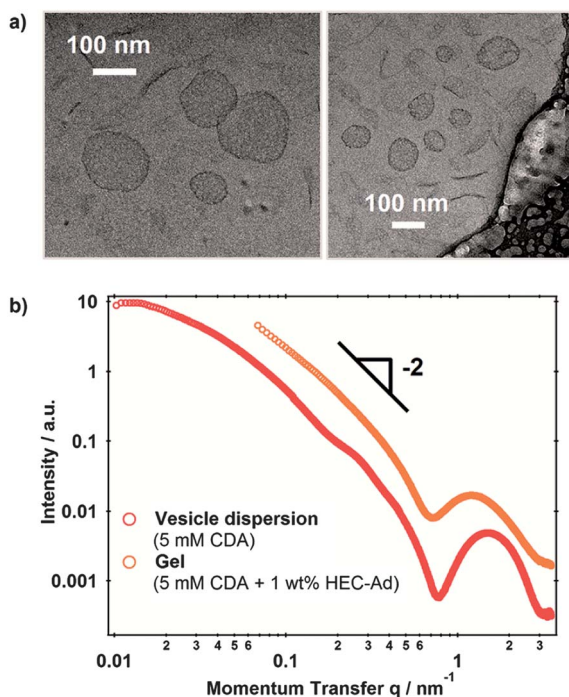 a)
100 nm
100 nm
b)
10
1
0.1
0.01
0.001
Intensity / a.u.
-2
Vesicle dispersion
(5 mM CDA)
Gel
(5 mM CDA + 1 wt% HEC-Ad)
0.01 2 3 4 5 6 0.1 2 3 4 5 6 1 2 3
Momentum Transfer q / nm⁻¹